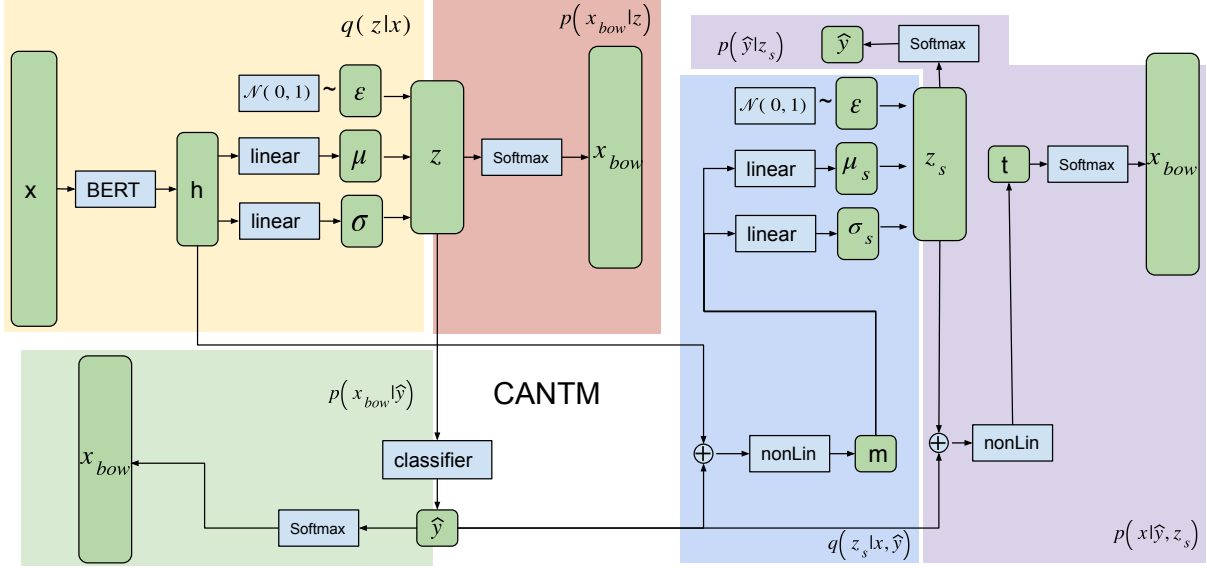 q(z|x)
x
BERT
h
𝒩(0,1)
~
ε
linear
μ
linear
σ
z
p(x_bow|z)
Softmax
x_bow
p(x_bow|ŷ)
x_bow
Softmax
classifier
ŷ
CANTM
p(ŷ|z_s)
ŷ
Softmax
𝒩(0,1)
~
ε
linear
μ_s
linear
σ_s
z_s
+
nonLin
m
q(z_s|x,ŷ)
t
Softmax
x_bow
+
nonLin
p(x|ŷ,z_s)